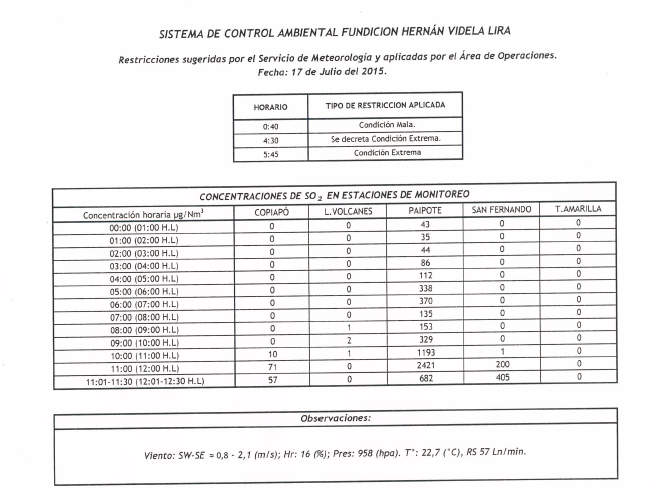 SISTEMA DE CONTROL AMBIENTAL FUNDICION HERNÁN VIDELA LIRA
Restricciones sugeridas por el Servicio de Meteorología y aplicadas por el Área de Operaciones.
Fecha: 17 de Julio del 2015.
HORARIO TIPO DE RESTRICCION APLICADA
0:40 Condición Mala.
4:30 Se decreta Condición Extrema.
5:45 Condición Extrema
CONCENTRACIONES DE SO2 EN ESTACIONES DE MONITOREO
Concentración horaria µg/Nm³ COPIAPÓ L.VOLCANES PAIPOTE SAN FERNANDO T.AMARILLA
00:00 (01:00 H.L) 0 0 43 0 0
01:00 (02:00 H.L) 0 0 35 0 0
02:00 (03:00 H.L) 0 0 44 0 0
03:00 (04:00 H.L) 0 0 86 0 0
04:00 (05:00 H.L) 0 0 112 0 0
05:00 (06:00 H.L) 0 0 338 0 0
06:00 (07:00 H.L) 0 0 370 0 0
07:00 (08:00 H.L) 0 0 135 0 0
08:00 (09:00 H.L) 0 1 153 0 0
09:00 (10:00 H.L) 0 2 329 0 0
10:00 (11:00 H.L) 10 1 1193 1 0
11:00 (12:00 H.L) 71 0 2421 200 0
11:01-11:30 (12:01-12:30 H.L) 57 0 682 405 0
Observaciones:
Viento: SW-SE = 0,8 - 2,1 (m/s); Hr: 16 (%); Pres: 958 (hpa). T°: 22,7 (°C), RS 57 Ln/min.